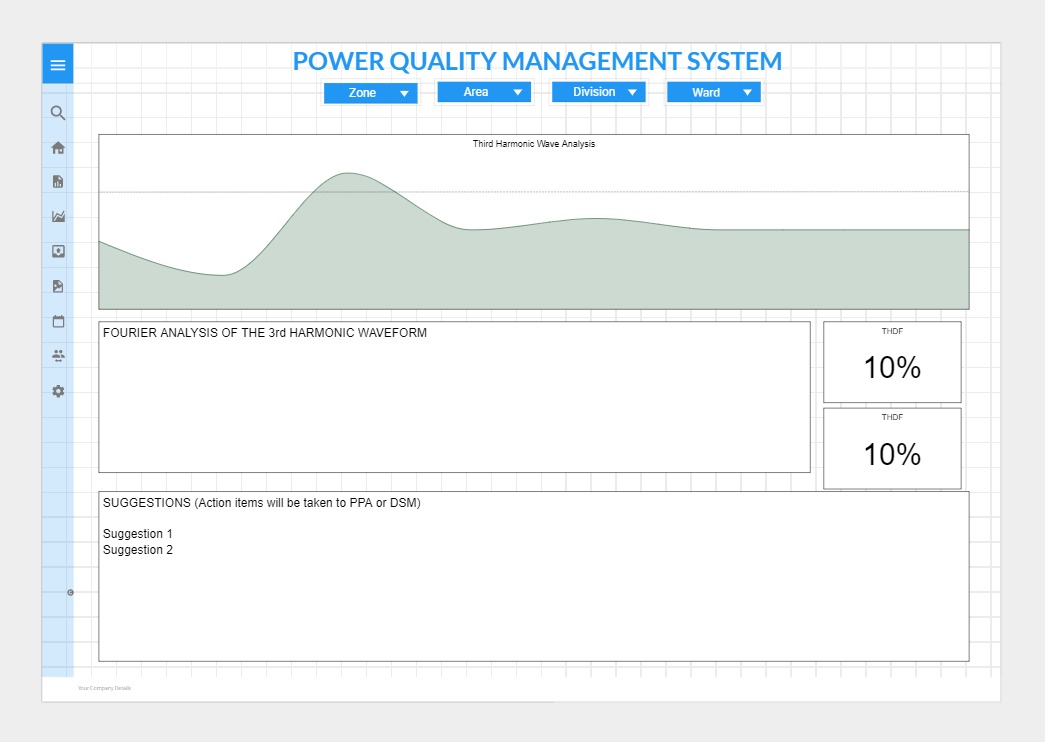 POWER QUALITY MANAGEMENT SYSTEM
Zone
Area
Division
Ward
Third Harmonic Wave Analysis
FOURIER ANALYSIS OF THE 3rd HARMONIC WAVEFORM
THDF
10%
THDF
10%
SUGGESTIONS (Action items will be taken to PPA or DSM)
Suggestion 1
Suggestion 2
Your Company Details